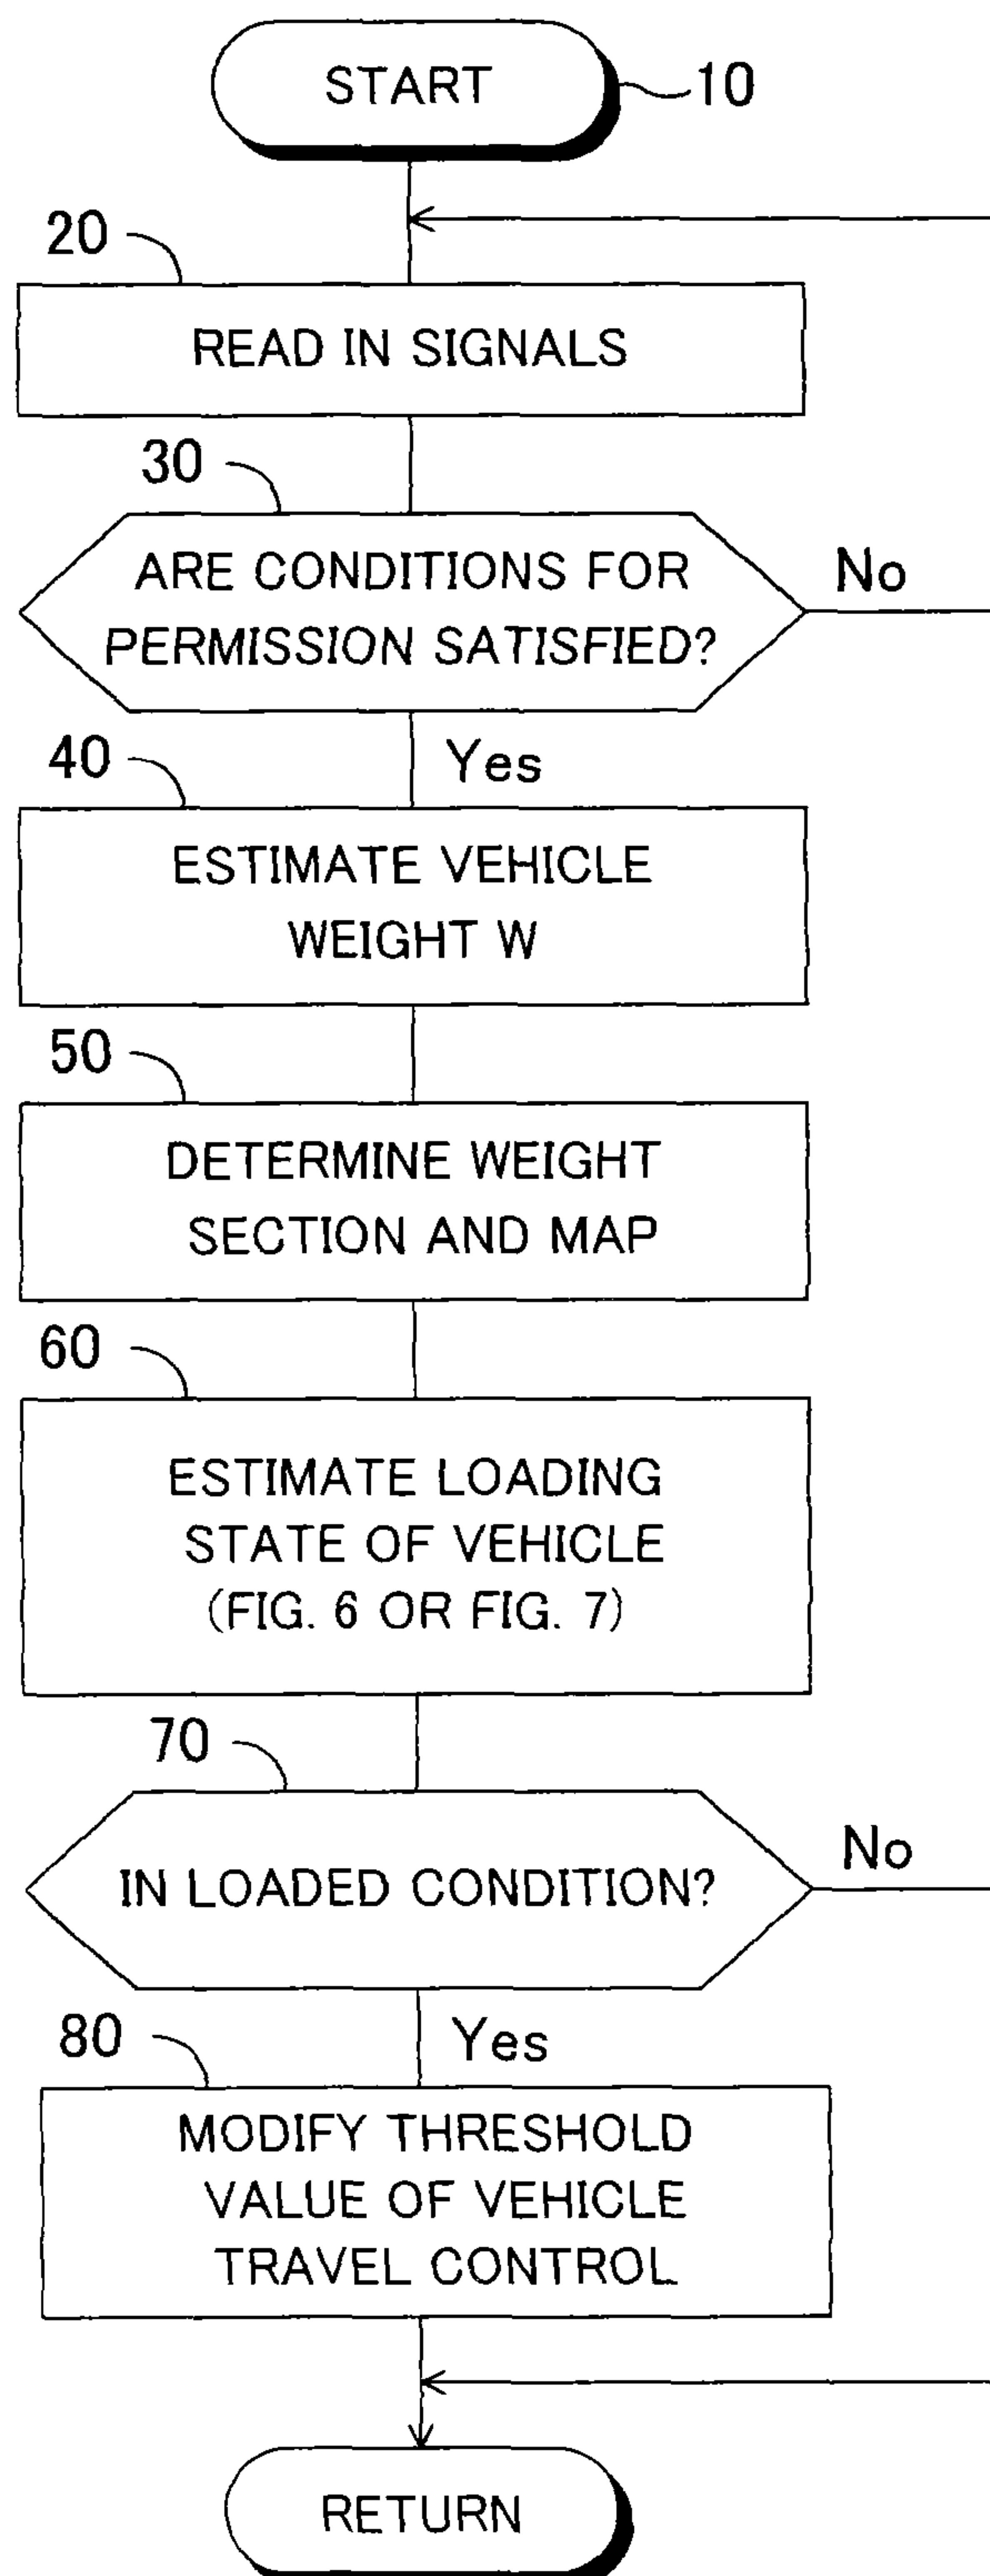 START
10
20
READ IN SIGNALS
30
ARE CONDITIONS FOR
PERMISSION SATISFIED?
No
Yes
40
ESTIMATE VEHICLE
WEIGHT W
50
DETERMINE WEIGHT
SECTION AND MAP
60
ESTIMATE LOADING
STATE OF VEHICLE
(FIG. 6 OR FIG. 7)
70
IN LOADED CONDITION?
No
Yes
80
MODIFY THRESHOLD
VALUE OF VEHICLE
TRAVEL CONTROL
RETURN